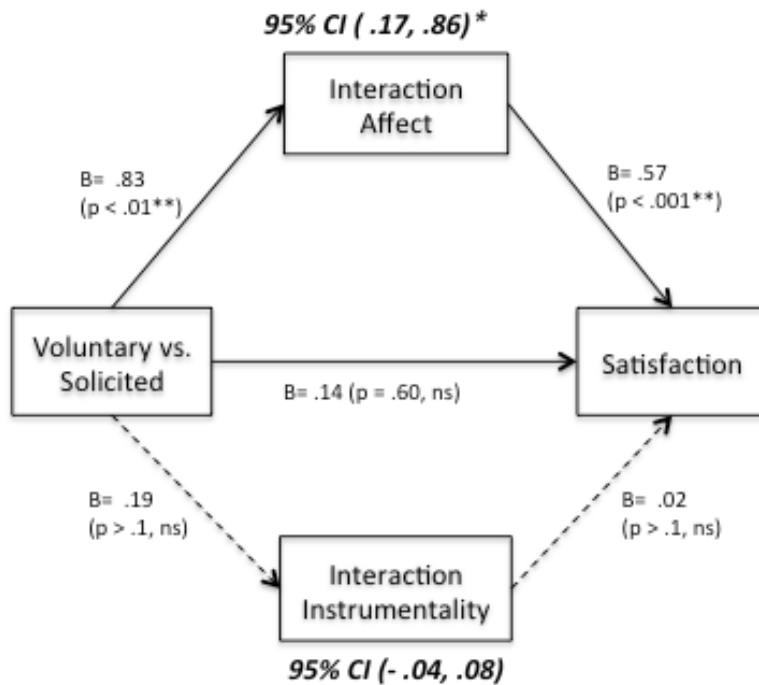 95% CI ( .17, .86)*
Interaction
Affect
B= .83
(p < .01**)
B= .57
(p < .001**)
Voluntary vs.
Solicited
Satisfaction
B= .14 (p = .60, ns)
B= .19
(p > .1, ns)
B= .02
(p > .1, ns)
Interaction
Instrumentality
95% CI (- .04, .08)